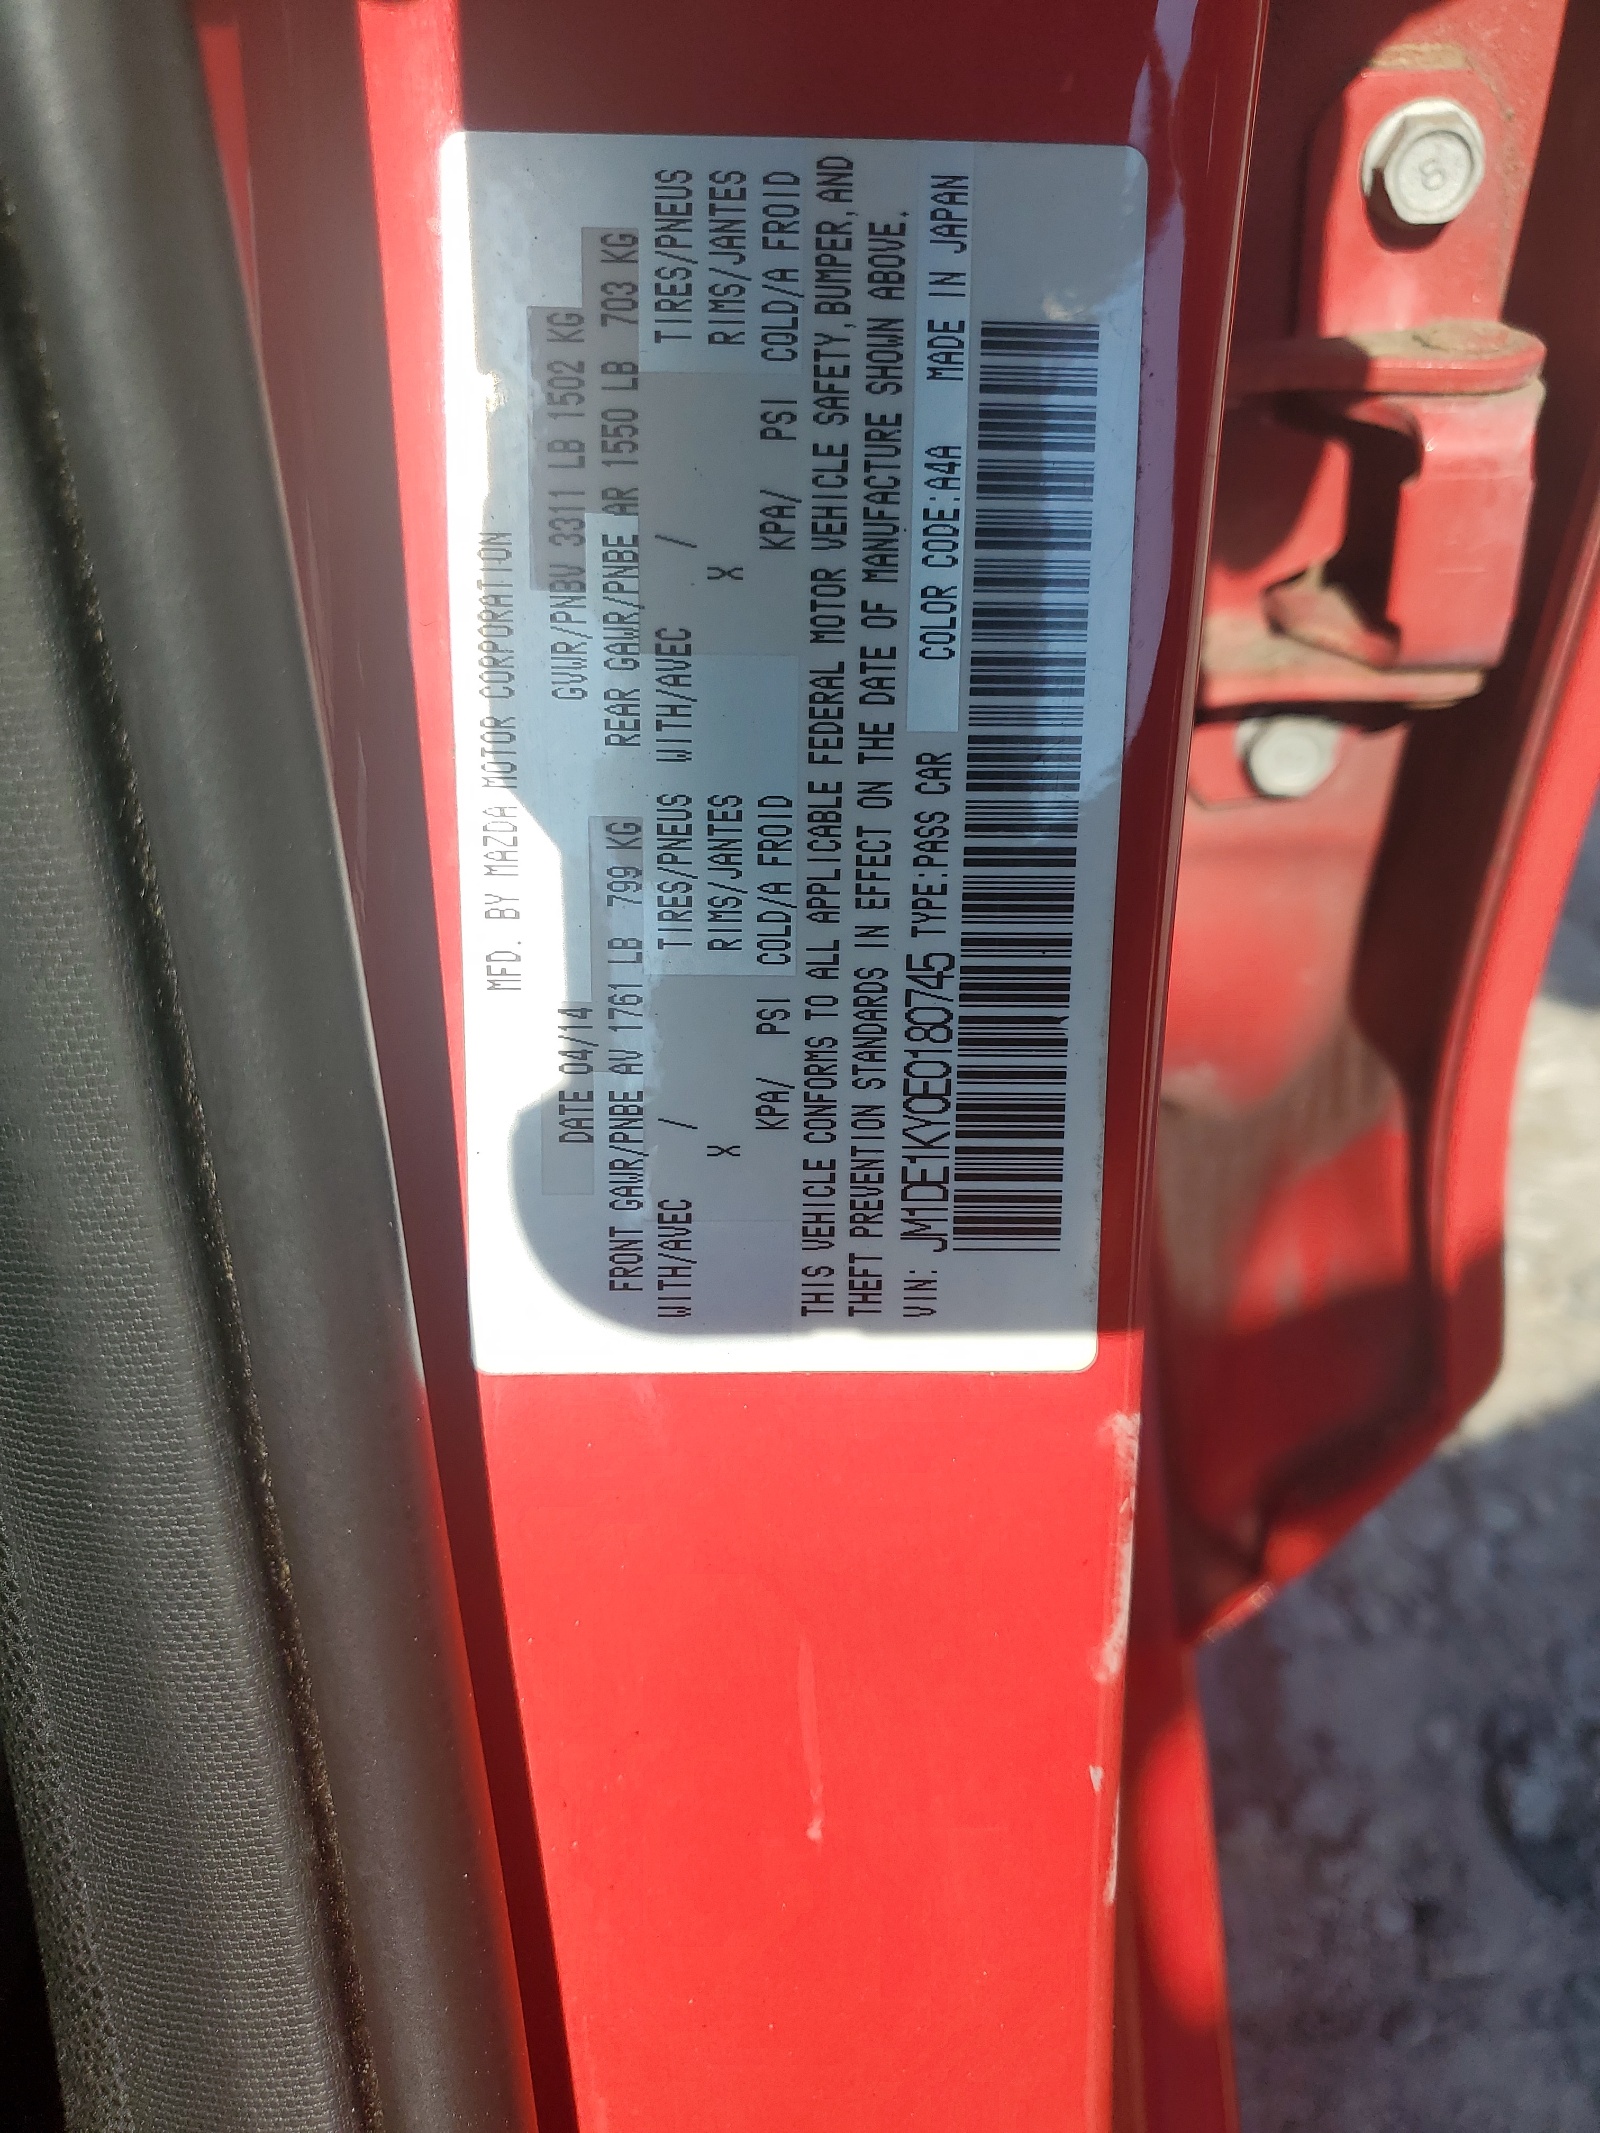 MFD. BY MAZDA MOTOR CORPORATION
DATE 04/14 GVWR/PNBV 3311 LB 1502 KG
FRONT GAWR/PNBE AV 1761 LB 799 KG REAR GAWR/PNBE AR 1550 LB 703 KG
WITH/AVEC / TIRES/PNEUS WITH/AVEC / TIRES/PNEUS
X RIMS/JANTES X RIMS/JANTES
KPA/ PSI COLD/A FROID KPA/ PSI COLD/A FROID
THIS VEHICLE CONFORMS TO ALL APPLICABLE FEDERAL MOTOR VEHICLE SAFETY,BUMPER,AND
THEFT PREVENTION STANDARDS IN EFFECT ON THE DATE OF MANUFACTURE SHOWN ABOVE.
VIN: JM1DE1KY0E0180745 TYPE:PASS CAR COLOR CODE:A4A MADE IN JAPAN